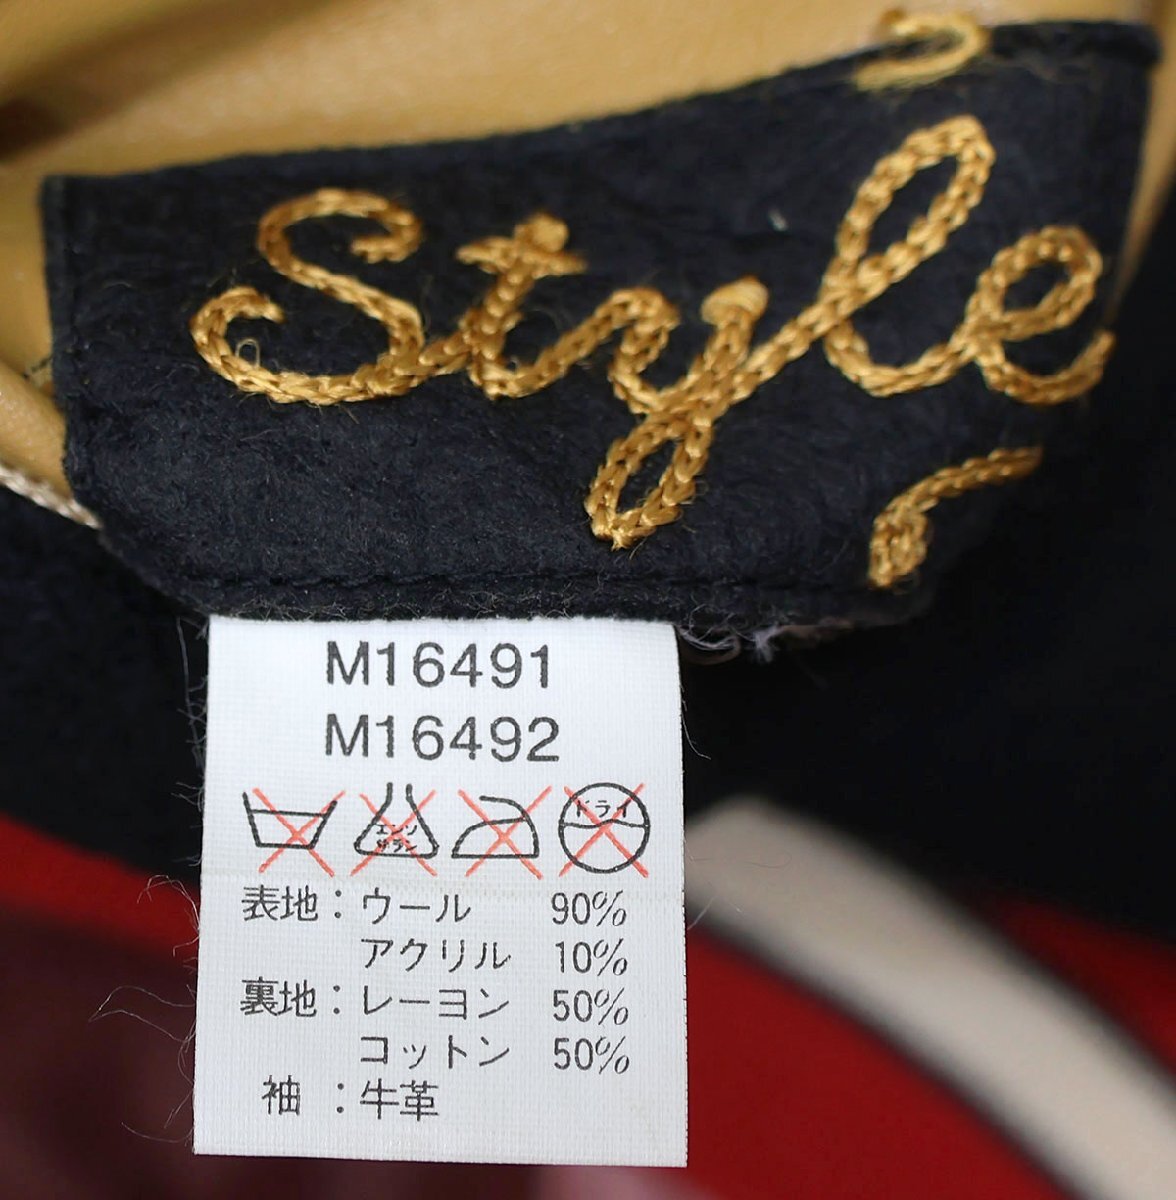 Style
M16491
M16492
エンソ
サラシ
ドライ
表地：ウール 90%
アクリル 10%
裏地：レーヨン 50%
コットン 50%
袖：牛革